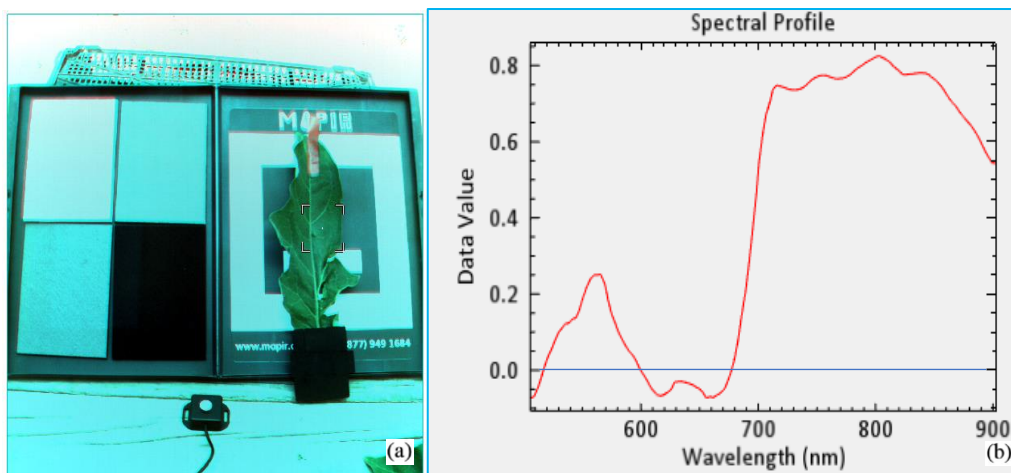 MAPIR
www.mapir.c
877) 949 1684
(a)
Spectral Profile
Data Value
0.8
0.6
0.4
0.2
0.0
600
700
800
900
Wavelength (nm)
(b)